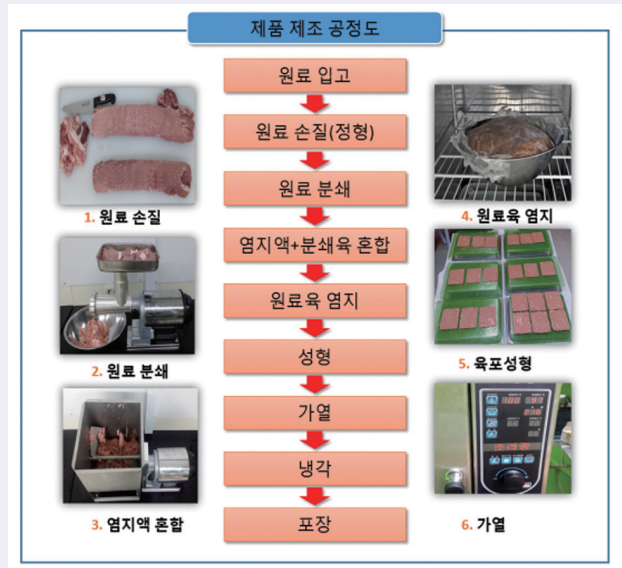 제품 제조 공정도
원료 입고
원료 손질(정형)
원료 분쇄
염지액+분쇄육 혼합
원료육 염지
성형
가열
냉각
포장
1. 원료 손질
2. 원료 분쇄
3. 염지액 혼합
4. 원료육 염지
5. 육포성형
6. 가열